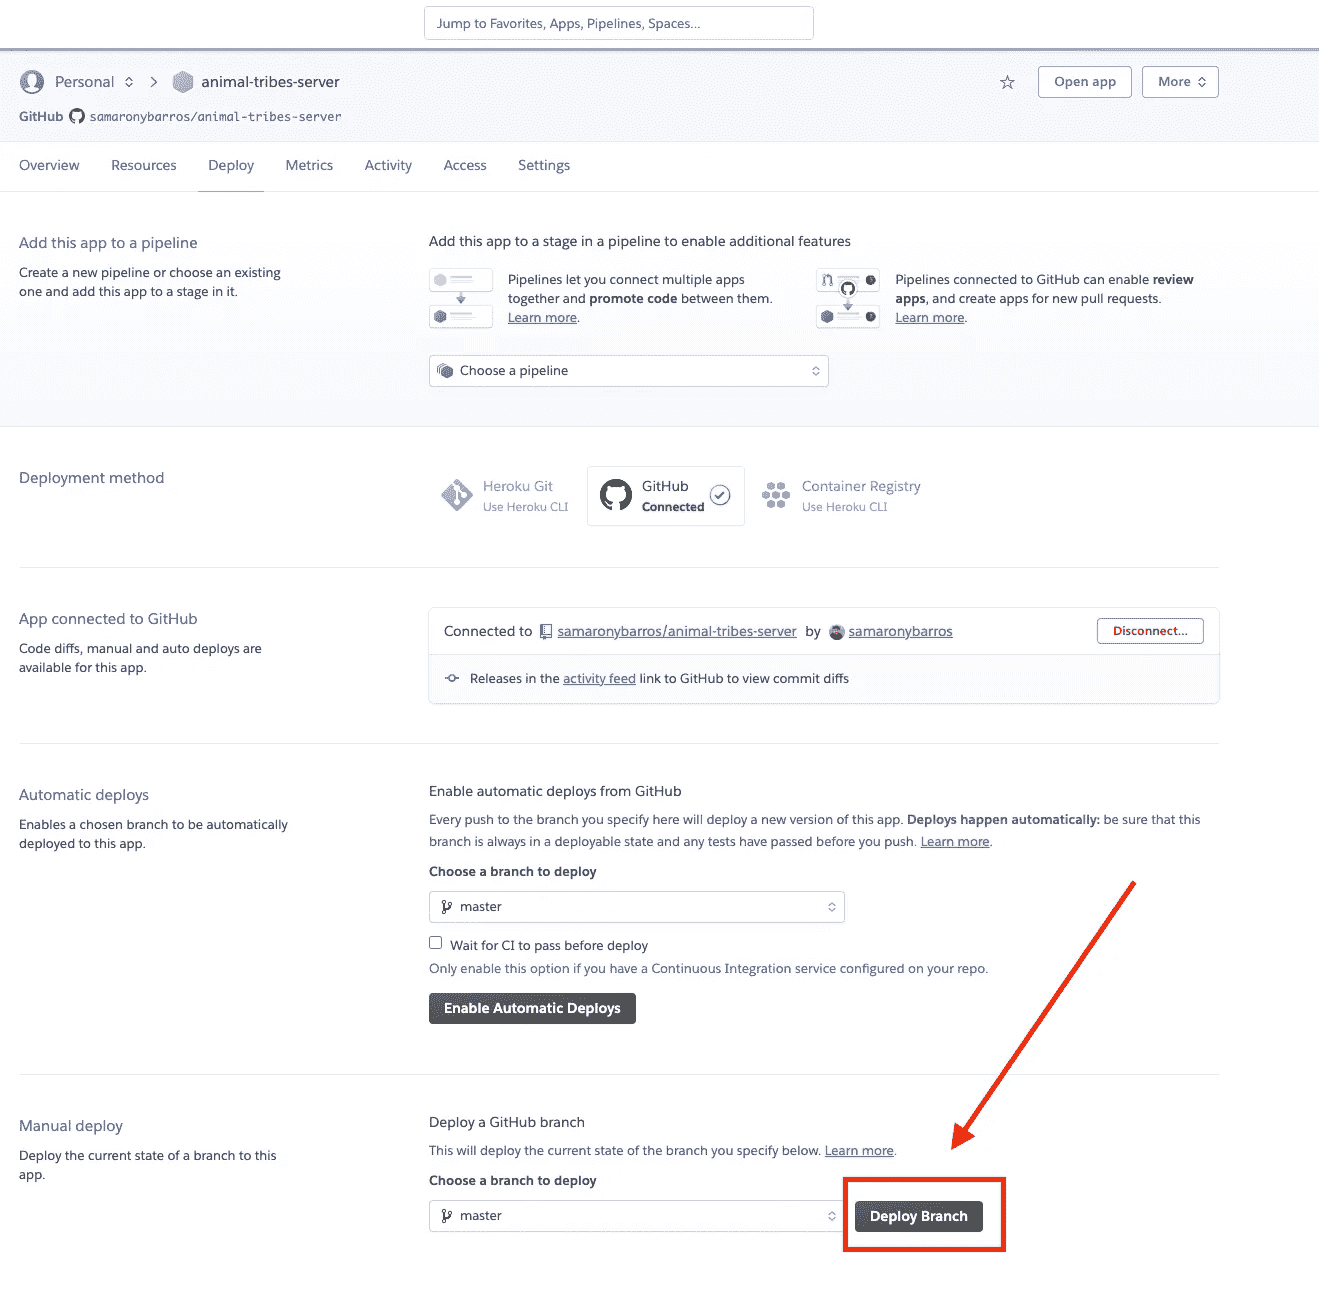 Jump to Favorites, Apps, Pipelines, Spaces...
Personal
animal-tribes-server
Open app
More
GitHub samaronybarros/animal-tribes-server
Overview
Resources
Deploy
Metrics
Activity
Access
Settings
Add this app to a pipeline
Create a new pipeline or choose an existing
one and add this app to a stage in it.
Add this app to a stage in a pipeline to enable additional features
Pipelines let you connect multiple apps
together and promote code between them.
Learn more.
Pipelines connected to GitHub can enable review
apps, and create apps for new pull requests.
Learn more.
Choose a pipeline
Deployment method
Heroku Git
Use Heroku CLI
GitHub
Connected
Container Registry
Use Heroku CLI
App connected to GitHub
Code diffs, manual and auto deploys are
available for this app.
Connected to samaronybarros/animal-tribes-server by samaronybarros
Disconnect...
Releases in the activity feed link to GitHub to view commit diffs
Automatic deploys
Enables a chosen branch to be automatically
deployed to this app.
Enable automatic deploys from GitHub
Every push to the branch you specify here will deploy a new version of this app. Deploys happen automatically: be sure that this
branch is always in a deployable state and any tests have passed before you push. Learn more.
Choose a branch to deploy
master
Wait for CI to pass before deploy
Only enable this option if you have a Continuous Integration service configured on your repo.
Enable Automatic Deploys
Manual deploy
Deploy the current state of a branch to this
app.
Deploy a GitHub branch
This will deploy the current state of the branch you specify below. Learn more.
Choose a branch to deploy
master
Deploy Branch